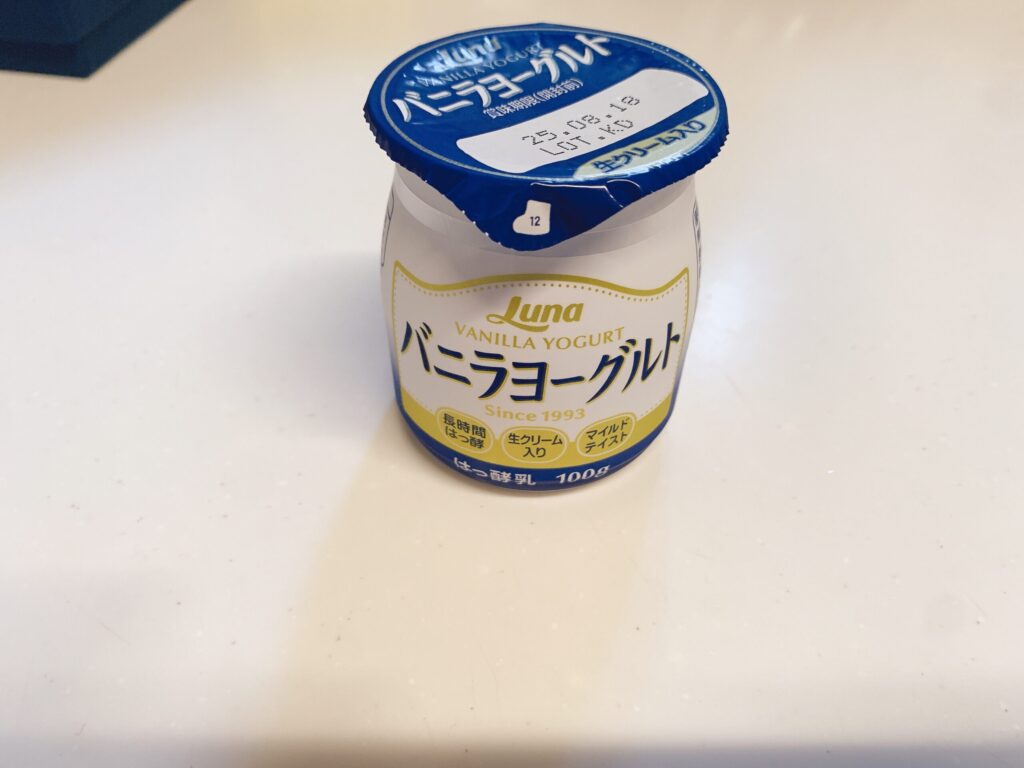 Luna
VANILLA YOGURT
バニラヨーグルト
賞味期限(開封前)
25.08.18
LOT.KD
生クリーム入り
12
Luna
VANILLA YOGURT
バニラヨーグルト
Since 1993
長時間
はっ酵
生クリーム
入り
マイルド
テイスト
はっ酵乳 100g